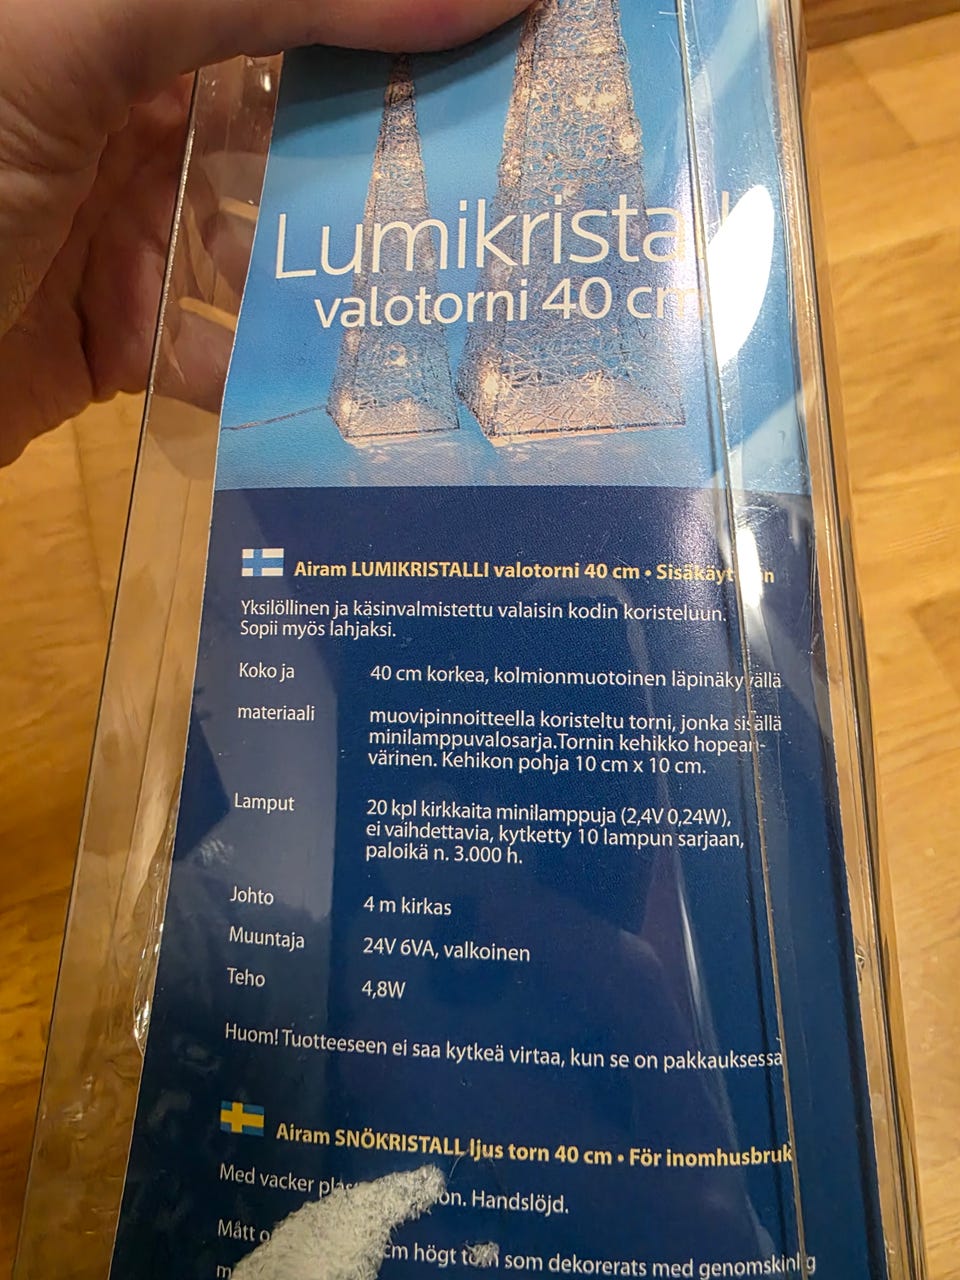 Lumikristalli
valotorni 40 cm
Airam LUMIKRISTALLI valotorni 40 cm • Sisäkäyttöön
Yksilöllinen ja käsinvalmistettu valaisin kodin koristeluun.
Sopii myös lahjaksi.
Koko ja 40 cm korkea, kolmionmuotoinen läpinäkyvällä
materiaali muovipinnoitteella koristeltu torni, jonka sisällä
minilamppuvalosarja.Tornin kehikko hopean-
värinen. Kehikon pohja 10 cm x 10 cm.
Lamput 20 kpl kirkkaita minilamppuja (2,4V 0,24W),
ei vaihdettavia, kytketty 10 lampun sarjaan,
paloikä n. 3.000 h.
Johto 4 m kirkas
Muuntaja 24V 6VA, valkoinen
Teho 4,8W
Huom! Tuotteeseen ei saa kytkeä virtaa, kun se on pakkauksessa
Airam SNÖKRISTALL ljus torn 40 cm • För inomhusbruk
Med vacker Handslöjd.
Mått cm högt torn som dekorerats med genomskinlig